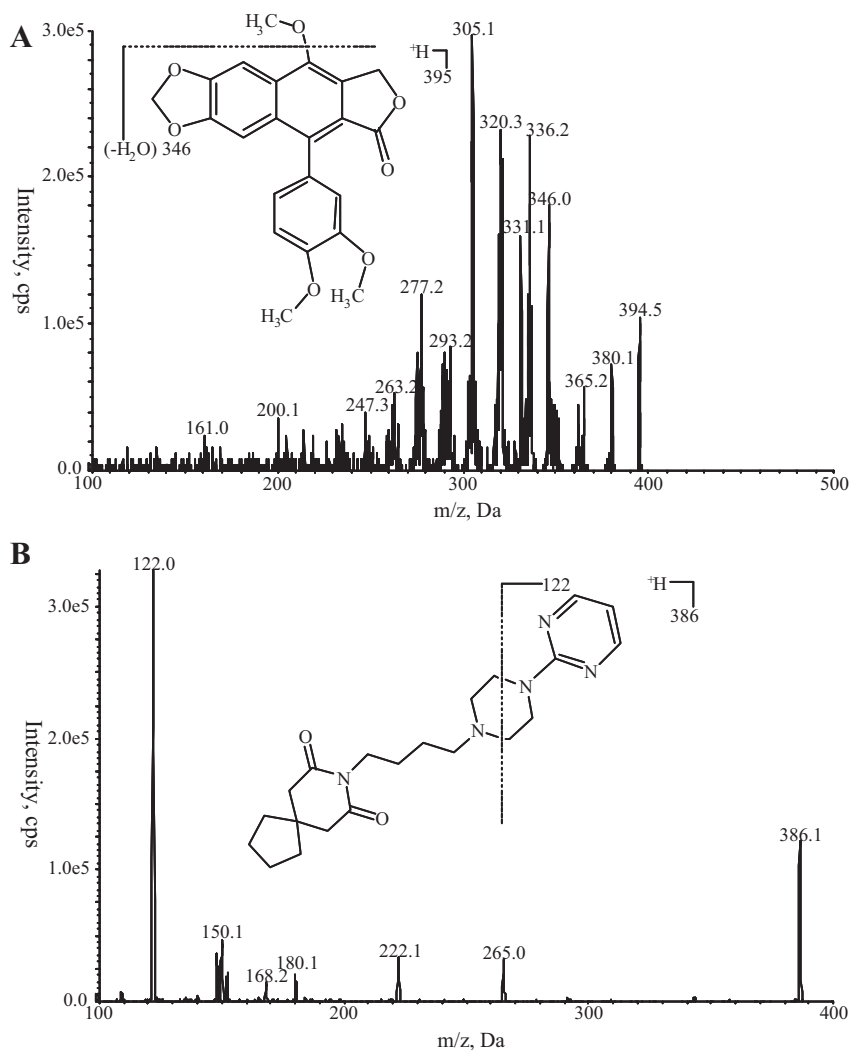 A
3.0e5
2.0e5
1.0e5
0.0
Intensity, cps
H₃C
O
O
O
O
O
O
O
H₃C
H₃C
(-H₂O) 346
⁺H
395
305.1
320.3
336.2
346.0
331.1
277.2
293.2
394.5
380.1
365.2
263.2
247.3
200.1
161.0
100
200
300
400
500
m/z, Da
B
3.0e5
2.0e5
1.0e5
0.0
Intensity, cps
122.0
122
⁺H
386
N
N
N
N
N
O
O
386.1
150.1
168.2
180.1
222.1
265.0
100
200
300
400
m/z, Da